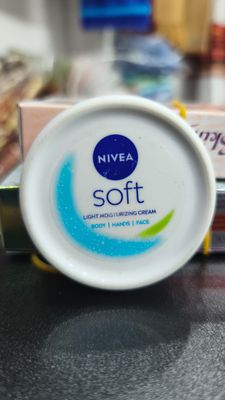 NIVEA
soft
LIGHT MOISTURIZING CREAM
BODY | HANDS | FACE